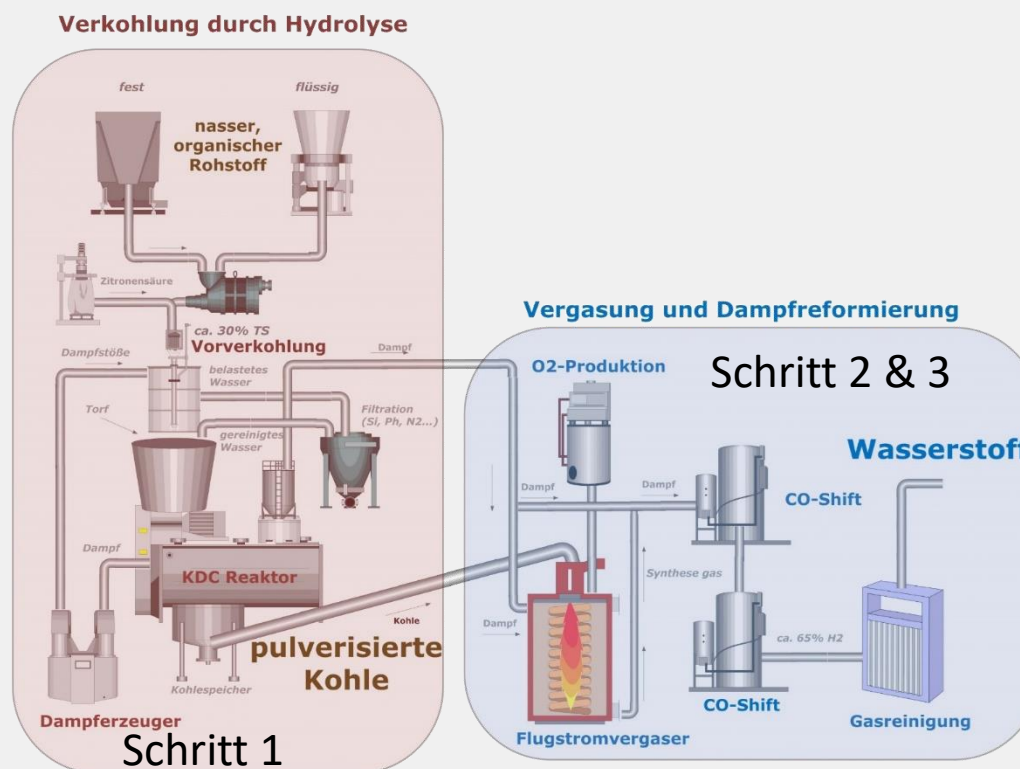 Verkohlung durch Hydrolyse
fest
flüssig
nasser,
organischer
Rohstoff
Zitronensäure
ca. 30% TS
Vorverkohlung
Dampfstöße
belastetes
Wasser
Dampf
Torf
gereinigtes
Wasser
Filtration
(Si, Ph, N2...)
Dampf
KDC Reaktor
Kohle
pulverisierte
Kohle
Kohlespeicher
Dampferzeuger
Schritt 1
Vergasung und Dampfreformierung
O2-Produktion
Schritt 2 & 3
Wasserstoff
Dampf
Dampf
CO-Shift
Synthese gas
Dampf
ca. 65% H2
CO-Shift
Flugstromvergaser
Gasreinigung